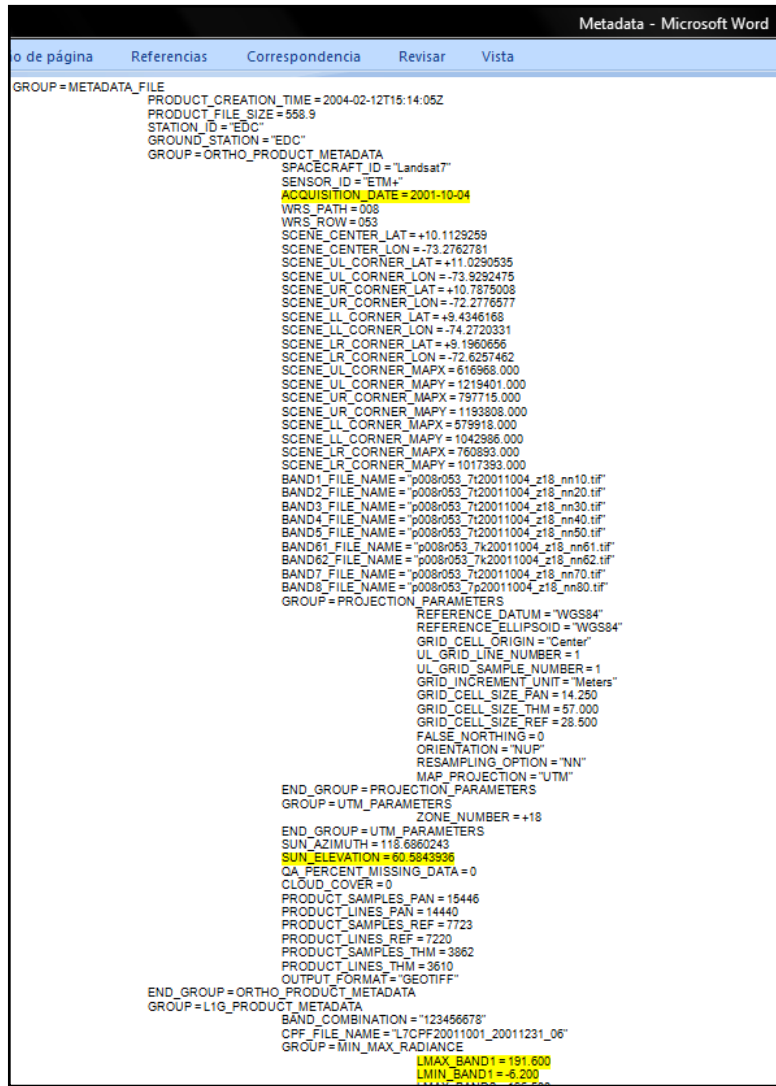 Metadata - Microsoft Word
o de página Referencias Correspondencia Revisar Vista
GROUP = METADATA_FILE
PRODUCT_CREATION_TIME = 2004-02-12T15:14:05Z
PRODUCT_FILE_SIZE = 558.9
STATION_ID = "EDC"
GROUND_STATION = "EDC"
GROUP = ORTHO_PRODUCT_METADATA
SPACECRAFT_ID = "Landsat7"
SENSOR_ID = "ETM+"
ACQUISITION_DATE = 2001-10-04
WRS_PATH = 008
WRS_ROW = 053
SCENE_CENTER_LAT = +10.1129259
SCENE_CENTER_LON = -73.2762781
SCENE_UL_CORNER_LAT = +11.0290535
SCENE_UL_CORNER_LON = -73.9292475
SCENE_UR_CORNER_LAT = +10.7875008
SCENE_UR_CORNER_LON = -72.2776577
SCENE_LL_CORNER_LAT = +9.4346168
SCENE_LL_CORNER_LON = -74.2720331
SCENE_LR_CORNER_LAT = +9.1960656
SCENE_LR_CORNER_LON = -72.6257462
SCENE_UL_CORNER_MAPX = 616968.000
SCENE_UL_CORNER_MAPY = 1219401.000
SCENE_UR_CORNER_MAPX = 797715.000
SCENE_UR_CORNER_MAPY = 1193808.000
SCENE_LL_CORNER_MAPX = 579918.000
SCENE_LL_CORNER_MAPY = 1042986.000
SCENE_LR_CORNER_MAPX = 760893.000
SCENE_LR_CORNER_MAPY = 1017393.000
BAND1_FILE_NAME = "p008r053_7t20011004_z18_nn10.tif"
BAND2_FILE_NAME = "p008r053_7t20011004_z18_nn20.tif"
BAND3_FILE_NAME = "p008r053_7t20011004_z18_nn30.tif"
BAND4_FILE_NAME = "p008r053_7t20011004_z18_nn40.tif"
BAND5_FILE_NAME = "p008r053_7t20011004_z18_nn50.tif"
BAND61_FILE_NAME = "p008r053_7k20011004_z18_nn61.tif"
BAND62_FILE_NAME = "p008r053_7k20011004_z18_nn62.tif"
BAND7_FILE_NAME = "p008r053_7t20011004_z18_nn70.tif"
BAND8_FILE_NAME = "p008r053_7p20011004_z18_nn80.tif"
GROUP = PROJECTION_PARAMETERS
REFERENCE_DATUM = "WGS84"
REFERENCE_ELLIPSOID = "WGS84"
GRID_CELL_ORIGIN = "Center"
UL_GRID_LINE_NUMBER = 1
UL_GRID_SAMPLE_NUMBER = 1
GRID_INCREMENT_UNIT = "Meters"
GRID_CELL_SIZE_PAN = 14.250
GRID_CELL_SIZE_THM = 57.000
GRID_CELL_SIZE_REF = 28.500
FALSE_NORTHING = 0
ORIENTATION = "NUP"
RESAMPLING_OPTION = "NN"
MAP_PROJECTION = "UTM"
END_GROUP = PROJECTION_PARAMETERS
GROUP = UTM_PARAMETERS
ZONE_NUMBER = +18
END_GROUP = UTM_PARAMETERS
SUN_AZIMUTH = 118.6860243
SUN_ELEVATION = 60.5843936
QA_PERCENT_MISSING_DATA = 0
CLOUD_COVER = 0
PRODUCT_SAMPLES_PAN = 15446
PRODUCT_LINES_PAN = 14440
PRODUCT_SAMPLES_REF = 7723
PRODUCT_LINES_REF = 7220
PRODUCT_SAMPLES_THM = 3862
PRODUCT_LINES_THM = 3610
OUTPUT_FORMAT = "GEOTIFF"
END_GROUP = ORTHO_PRODUCT_METADATA
GROUP = L1G_PRODUCT_METADATA
BAND_COMBINATION = "123456678"
CPF_FILE_NAME = "L7CPF20011001_20011231_06"
GROUP = MIN_MAX_RADIANCE
LMAX_BAND1 = 191.600
LMIN_BAND1 = -6.200